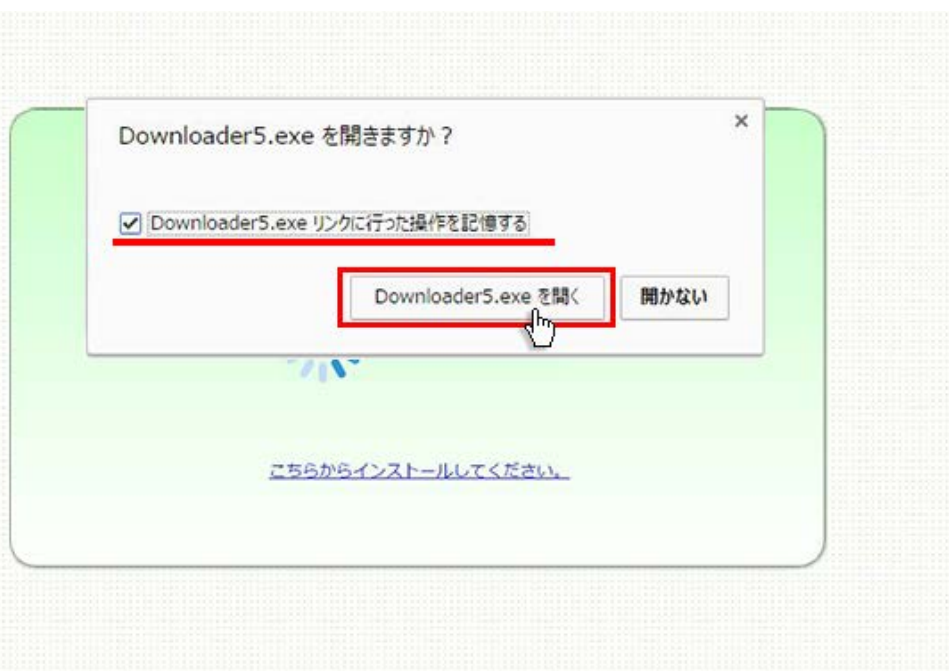 Downloader5.exe を開きますか？
×
Downloader5.exe リンクに行った操作を記憶する
Downloader5.exe を開く
開かない
こちらからインストールしてください。